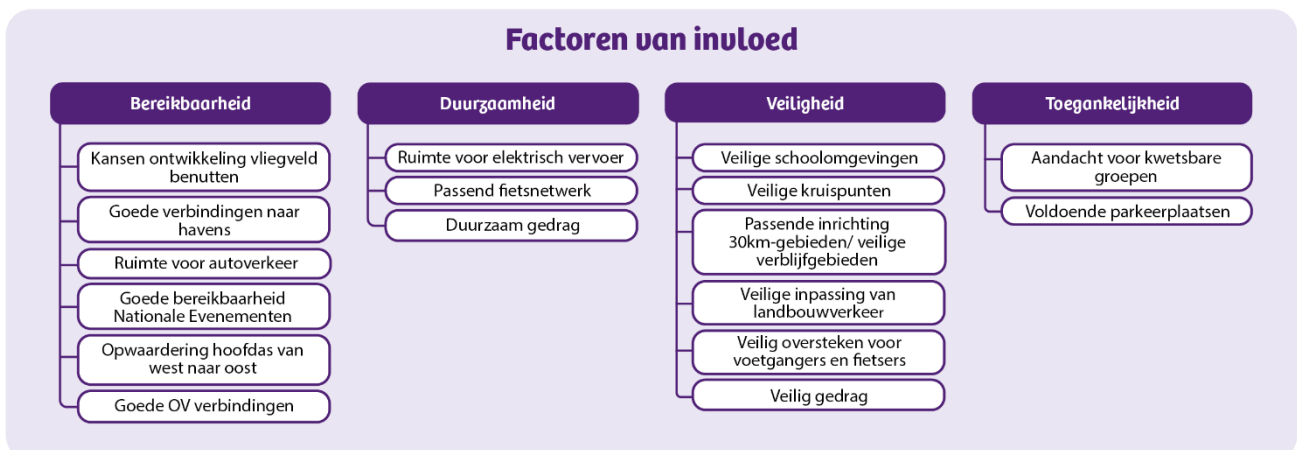 Factoren van invloed
Bereikbaarheid
Kansen ontwikkeling vliegveld
benutten
Goede verbindingen naar
havens
Ruimte voor autoverkeer
Goede bereikbaarheid
Nationale Evenementen
Opwaardering hoofdas van
west naar oost
Goede OV verbindingen
Duurzaamheid
Ruimte voor elektrisch vervoer
Passend fietsnetwerk
Duurzaam gedrag
Veiligheid
Veilige schoolomgevingen
Veilige kruispunten
Passende inrichting
30km-gebieden/ veilige
verblijfgebieden
Veilige inpassing van
landbouwverkeer
Veilig oversteken voor
voetgangers en fietsers
Veilig gedrag
Toegankelijkheid
Aandacht voor kwetsbare
groepen
Voldoende parkeerplaatsen